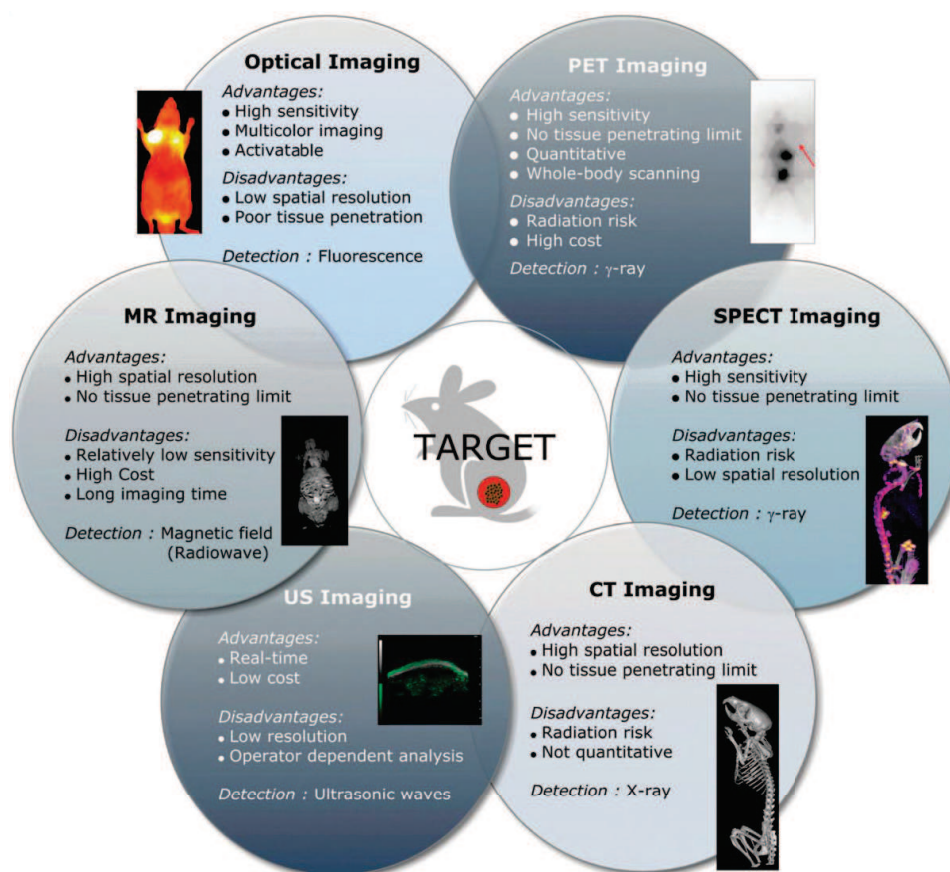 Optical Imaging
Advantages:
• High sensitivity
• Multicolor imaging
• Activatable
Disadvantages:
• Low spatial resolution
• Poor tissue penetration
Detection : Fluorescence
PET Imaging
Advantages:
• High sensitivity
• No tissue penetrating limit
• Quantitative
• Whole-body scanning
Disadvantages:
• Radiation risk
• High cost
Detection : γ-ray
MR Imaging
Advantages:
• High spatial resolution
• No tissue penetrating limit
Disadvantages:
• Relatively low sensitivity
• High Cost
• Long imaging time
Detection : Magnetic field
(Radiowave)
TARGET
SPECT Imaging
Advantages:
• High sensitivity
• No tissue penetrating limit
Disadvantages:
• Radiation risk
• Low spatial resolution
Detection : γ-ray
US Imaging
Advantages:
• Real-time
• Low cost
Disadvantages:
• Low resolution
• Operator dependent analysis
Detection : Ultrasonic waves
CT Imaging
Advantages:
• High spatial resolution
• No tissue penetrating limit
Disadvantages:
• Radiation risk
• Not quantitative
Detection : X-ray